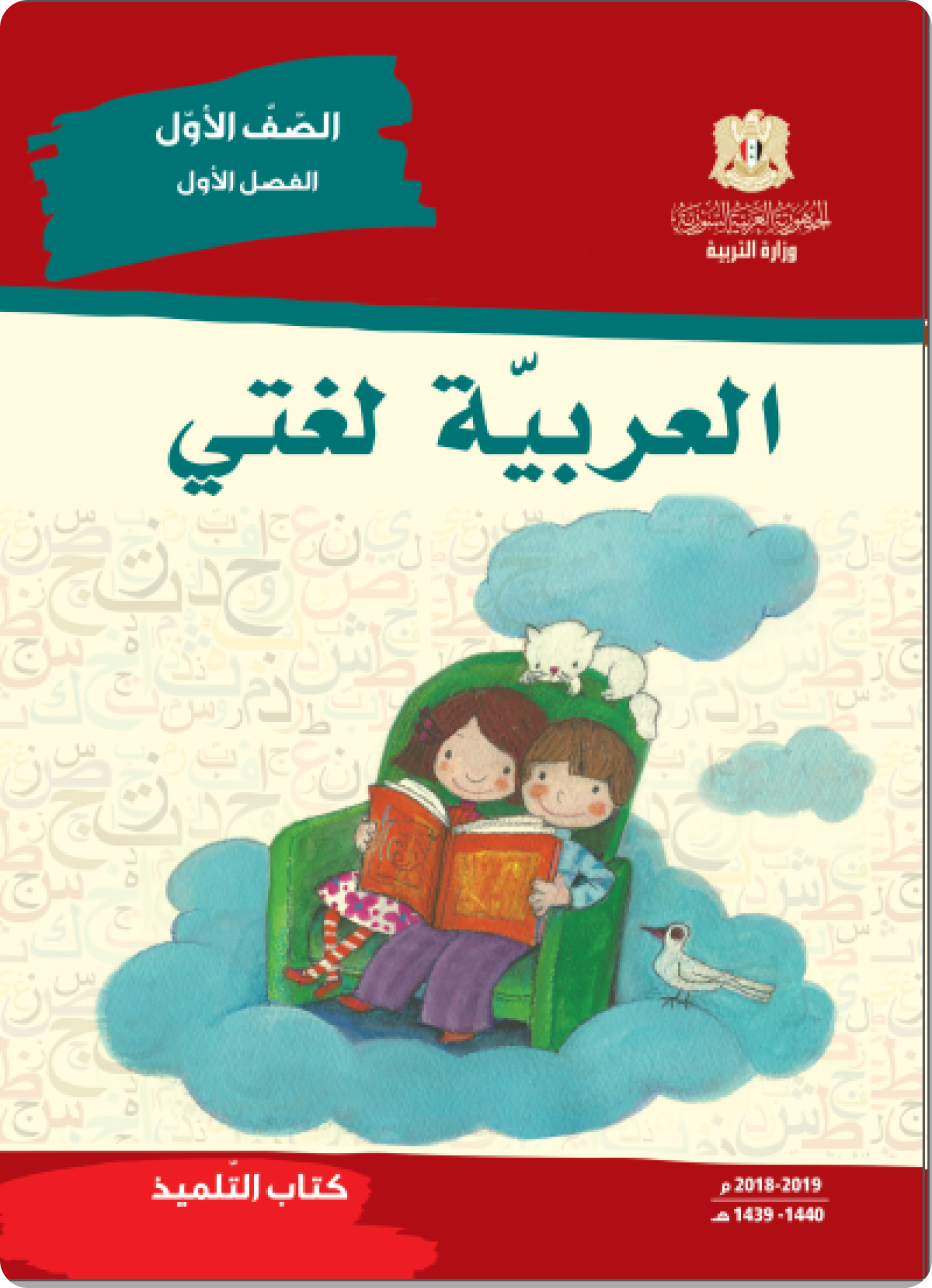 الصّفّ الأوّل
الفصل الأول
الجمهورية العربية السورية
وزارة التربية
العربيّة لغتي
كتاب التّلميذ
2018-2019 م
1439 -1440 هـ